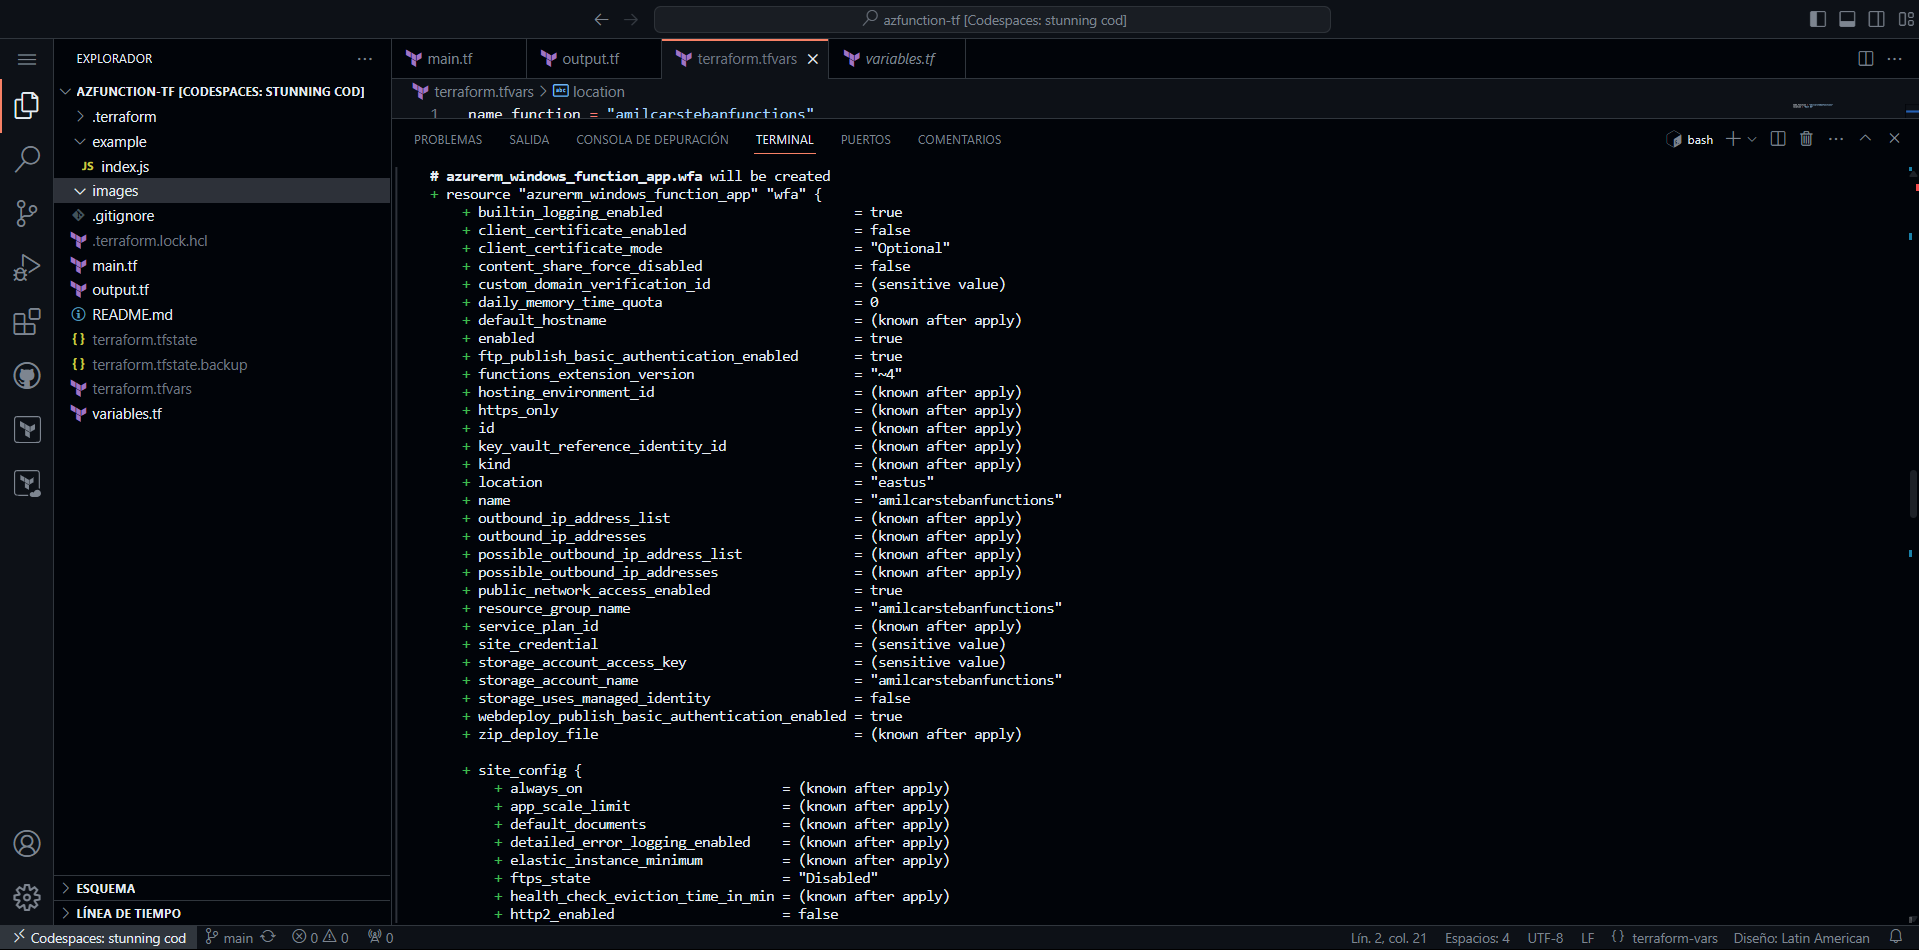 azfunction-tf [Codespaces: stunning cod]
EXPLORADOR
AZFUNCTION-TF [CODESPACES: STUNNING COD]
.terraform
example
JS index.js
images
.gitignore
.terraform.lock.hcl
main.tf
output.tf
README.md
{} terraform.tfstate
{} terraform.tfstate.backup
terraform.tfvars
variables.tf
ESQUEMA
LÍNEA DE TIEMPO
main.tf output.tf terraform.tfvars variables.tf
terraform.tfvars > location
1 name_function = "amilcarstebanfunctions"
PROBLEMAS SALIDA CONSOLA DE DEPURACIÓN TERMINAL PUERTOS COMENTARIOS
bash
# azurerm_windows_function_app.wfa will be created
+ resource "azurerm_windows_function_app" "wfa" {
+ builtin_logging_enabled = true
+ client_certificate_enabled = false
+ client_certificate_mode = "Optional"
+ content_share_force_disabled = false
+ custom_domain_verification_id = (sensitive value)
+ daily_memory_time_quota = 0
+ default_hostname = (known after apply)
+ enabled = true
+ ftp_publish_basic_authentication_enabled = true
+ functions_extension_version = "~4"
+ hosting_environment_id = (known after apply)
+ https_only = (known after apply)
+ id = (known after apply)
+ key_vault_reference_identity_id = (known after apply)
+ kind = (known after apply)
+ location = "eastus"
+ name = "amilcarstebanfunctions"
+ outbound_ip_address_list = (known after apply)
+ outbound_ip_addresses = (known after apply)
+ possible_outbound_ip_address_list = (known after apply)
+ possible_outbound_ip_addresses = (known after apply)
+ public_network_access_enabled = true
+ resource_group_name = "amilcarstebanfunctions"
+ service_plan_id = (known after apply)
+ site_credential = (sensitive value)
+ storage_account_access_key = (sensitive value)
+ storage_account_name = "amilcarstebanfunctions"
+ storage_uses_managed_identity = false
+ webdeploy_publish_basic_authentication_enabled = true
+ zip_deploy_file = (known after apply)
+ site_config {
+ always_on = (known after apply)
+ app_scale_limit = (known after apply)
+ default_documents = (known after apply)
+ detailed_error_logging_enabled = (known after apply)
+ elastic_instance_minimum = (known after apply)
+ ftps_state = "Disabled"
+ health_check_eviction_time_in_min = (known after apply)
+ http2_enabled = false
Codespaces: stunning cod main 0 0 0 Lín. 2, col. 21 Espacios: 4 UTF-8 LF {} terraform-vars Diseño: Latin American